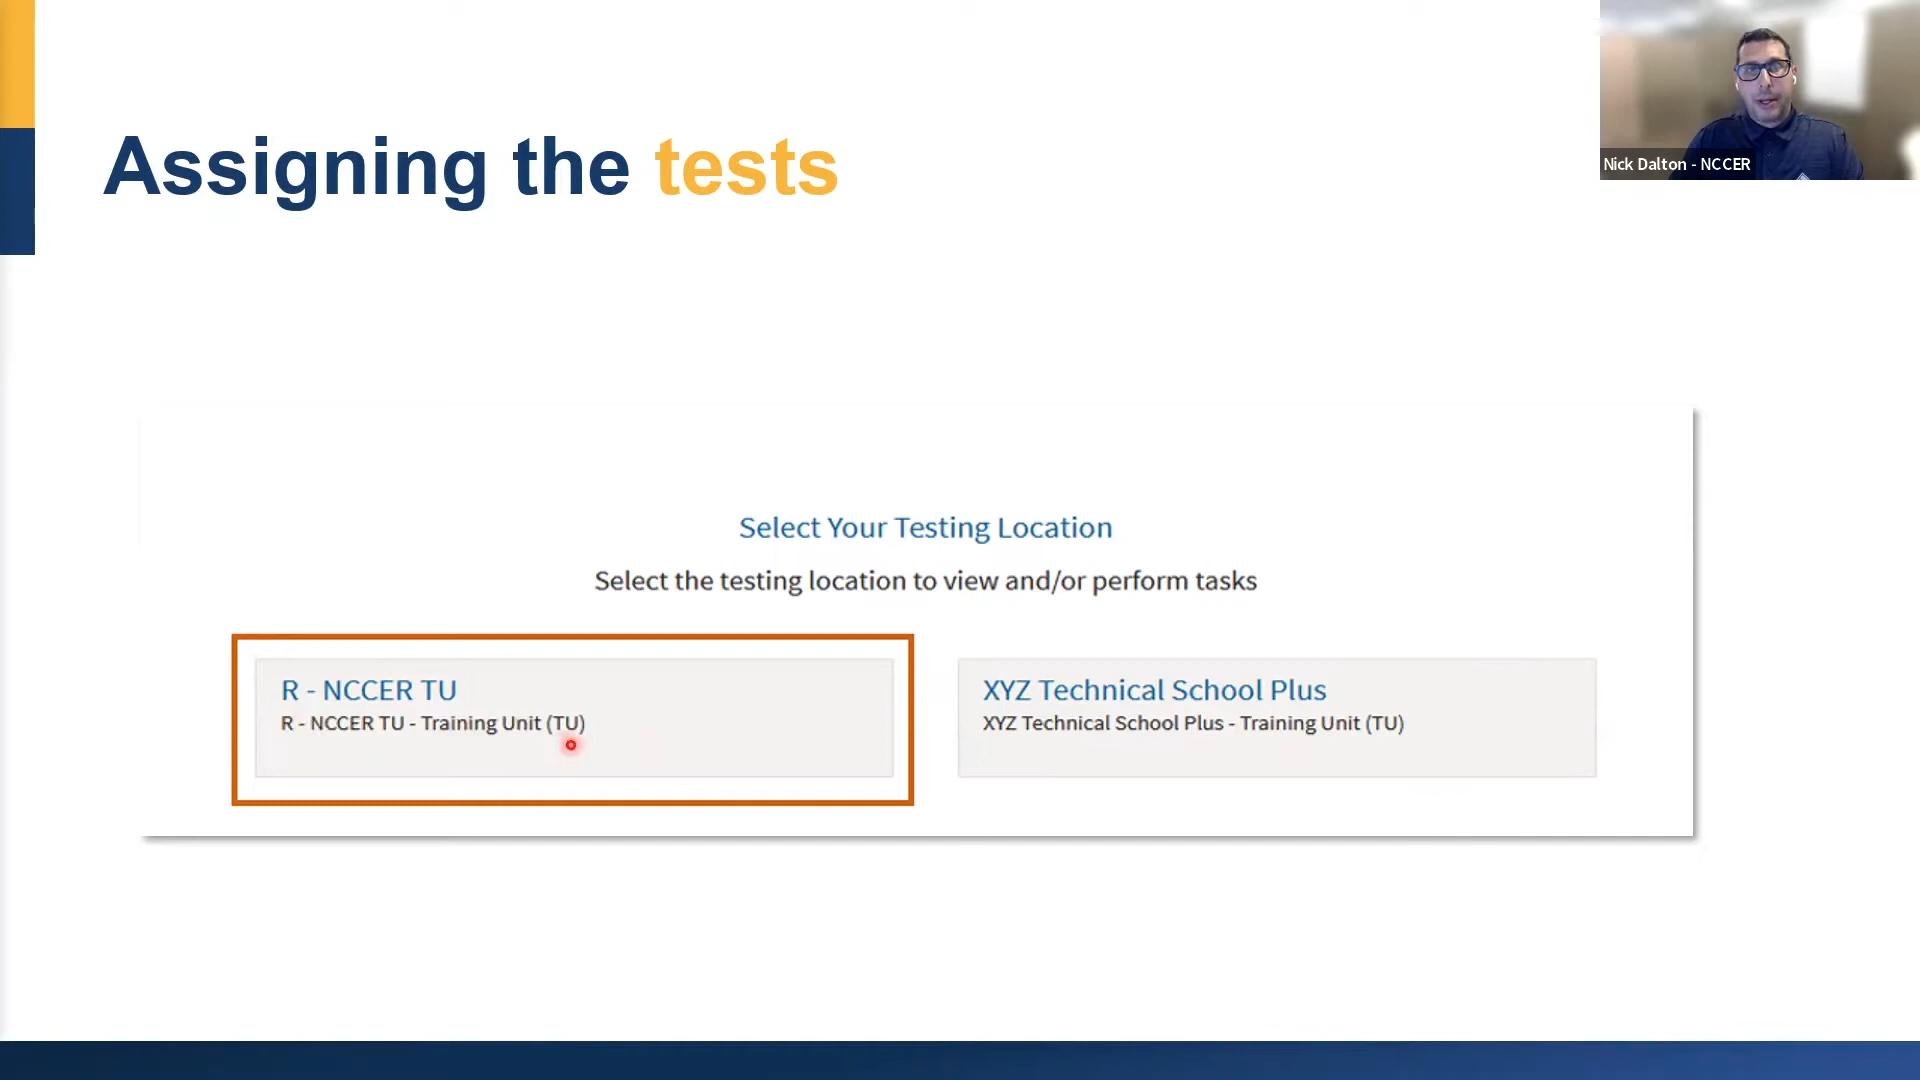 Assigning the tests
Nick Dalton - NCCER
Select Your Testing Location
Select the testing location to view and/or perform tasks
R - NCCER TU
R - NCCER TU - Training Unit (TU)
XYZ Technical School Plus
XYZ Technical School Plus - Training Unit (TU)